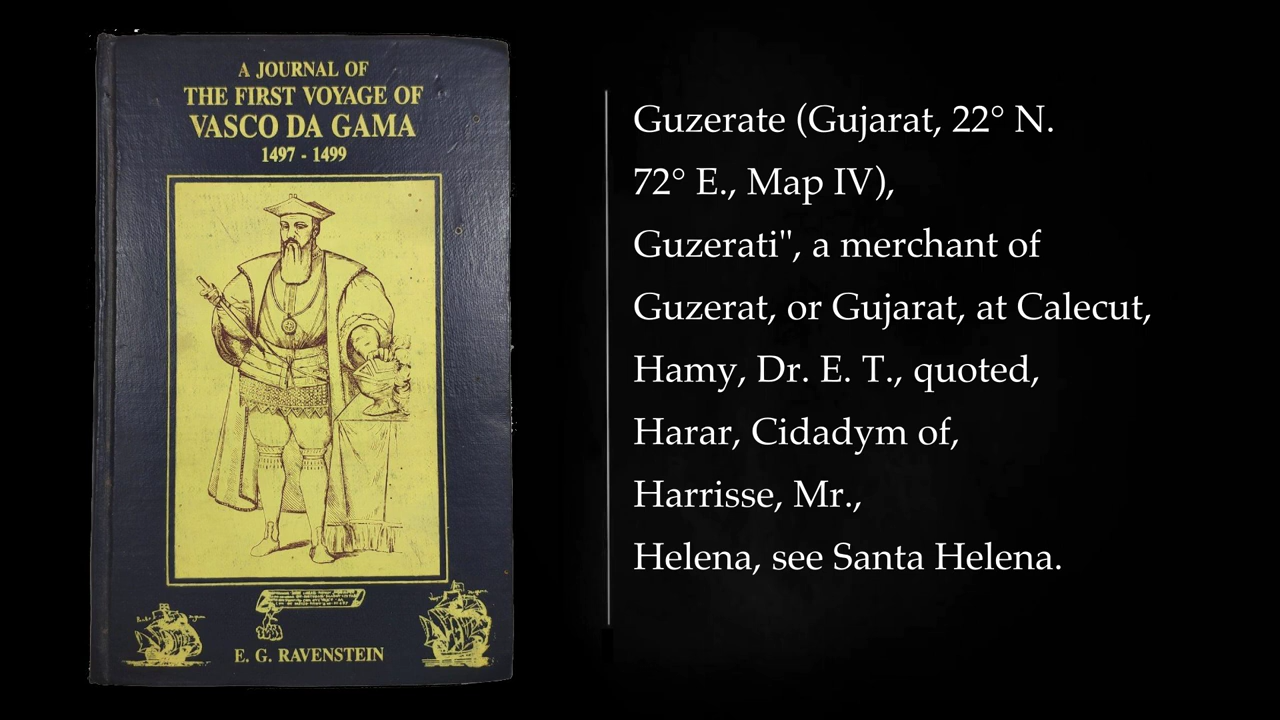 A JOURNAL OF
THE FIRST VOYAGE OF
VASCO DA GAMA
1497 - 1499
E. G. RAVENSTEIN
Guzerate (Gujarat, 22° N.
72° E., Map IV),
Guzerati", a merchant of
Guzerat, or Gujarat, at Calecut,
Hamy, Dr. E. T., quoted,
Harar, Cidadym of,
Harrisse, Mr.,
Helena, see Santa Helena.